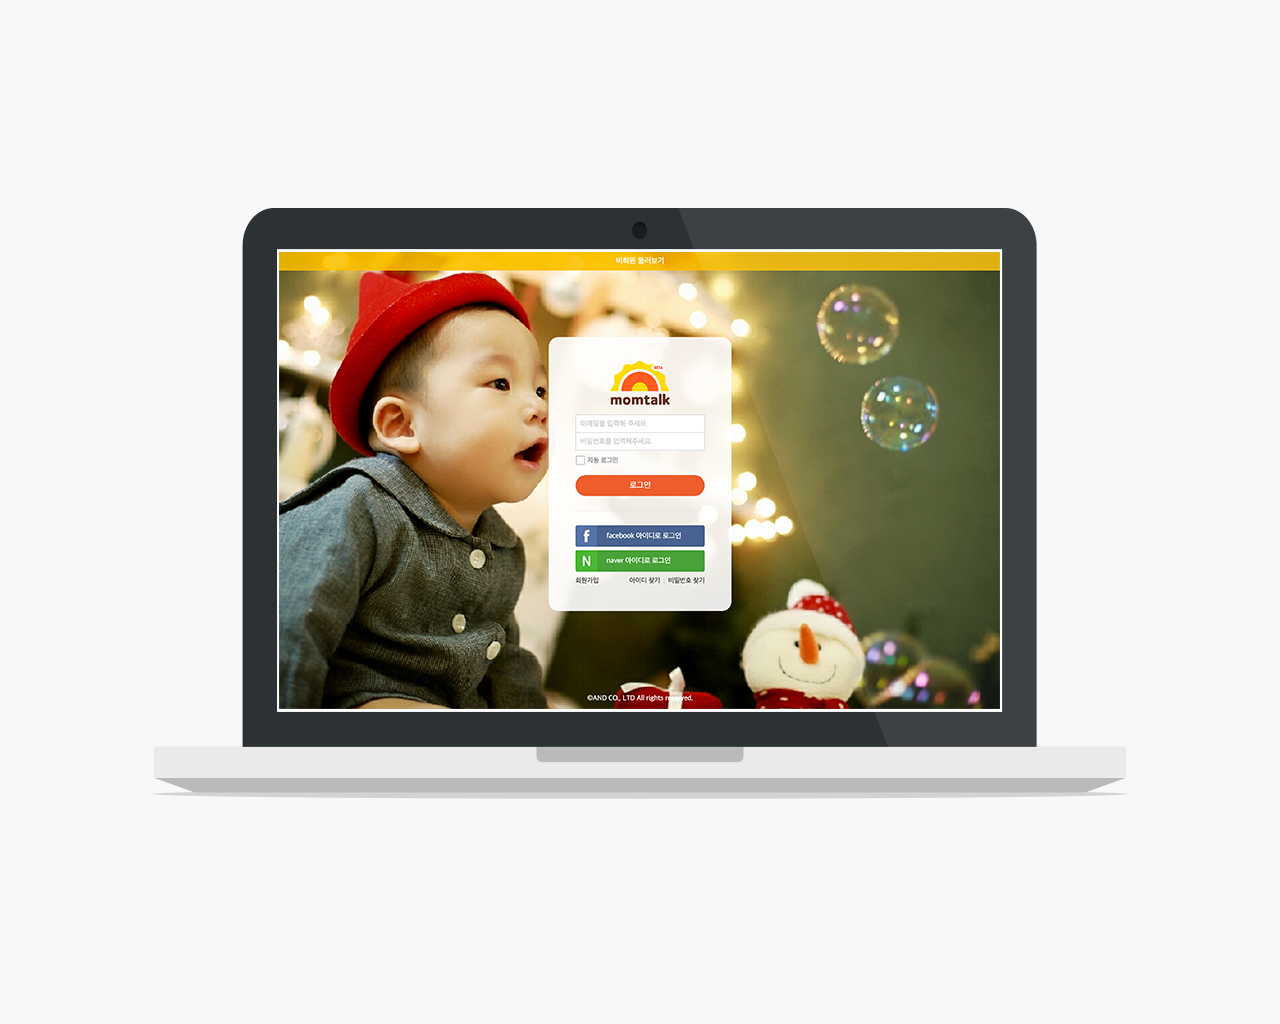 비회원 둘러보기
BETA
momtalk
이메일을 입력해 주세요
비밀번호를 입력해주세요.
자동 로그인
로그인
f facebook 아이디로 로그인
N naver 아이디로 로그인
회원가입 아이디 찾기 | 비밀번호 찾기
©AND CO., LTD All rights reserved.